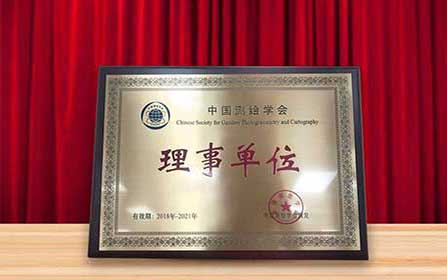 中国测绘学会
Chinese Society for Geodesy Photogrammetry and Cartography
理事单位
有效期：2018年-2021年